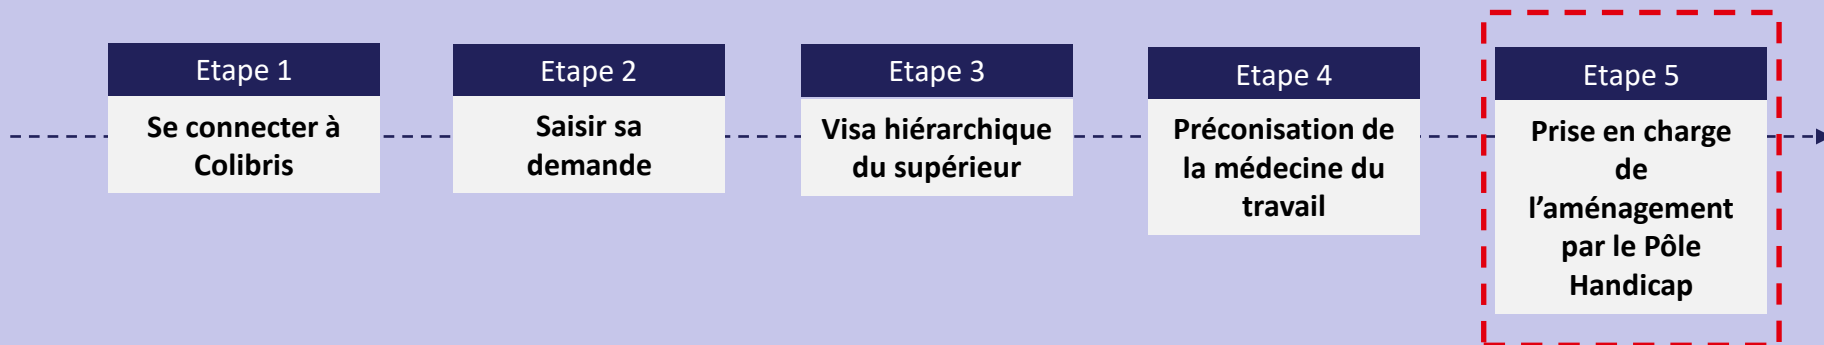 Etape 1
Se connecter à
Colibris
Etape 2
Saisir sa
demande
Etape 3
Visa hiérarchique
du supérieur
Etape 4
Préconisation de
la médecine du
travail
Etape 5
Prise en charge
de
l’aménagement
par le Pôle
Handicap